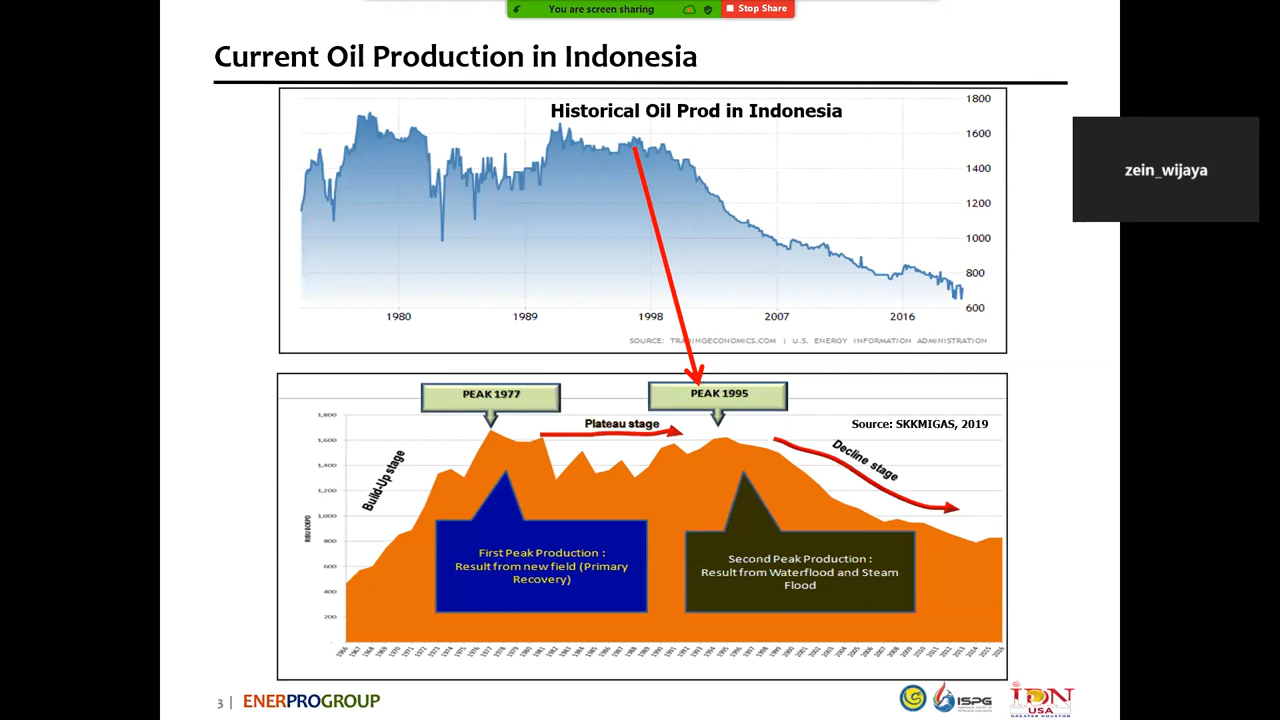 You are screen sharing
Stop Share
Current Oil Production in Indonesia
Historical Oil Prod in Indonesia
1800
1600
1400
1200
1000
800
600
1980 1989 1998 2007 2016
SOURCE: TRADINGECONOMICS.COM | U.S. ENERGY INFORMATION ADMINISTRATION
zein_wijaya
PEAK 1977
PEAK 1995
Plateau stage
Source: SKKMIGAS, 2019
Build-Up stage
Decline stage
1,800
1,600
1,400
1,200
1,000
800
600
400
200
RIBU BOEPD
First Peak Production :
Result from new field (Primary
Recovery)
Second Peak Production :
Result from Waterflood and Steam
Flood
3 | ENERPROGROUP
ISPG
IDN
USA
GREATER HOUSTON